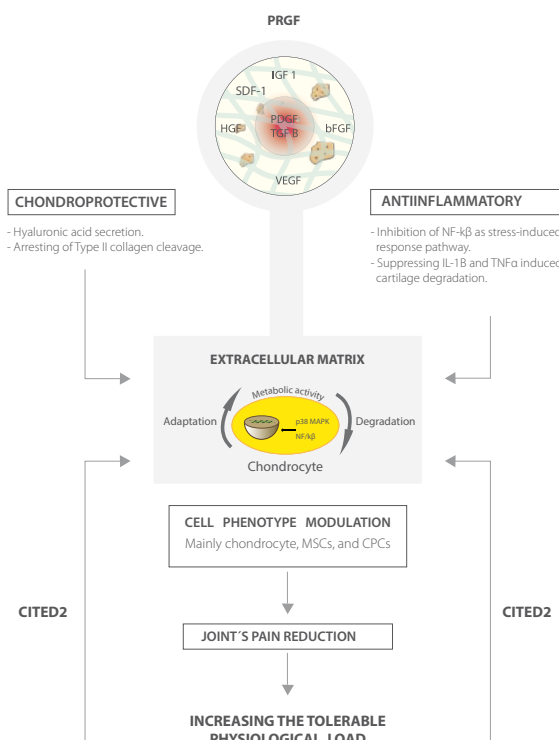 PRGF
IGF 1
SDF-1
PDGF
HGF
bFGF
TGF B
VEGF
CHONDROPROTECTIVE
- Hyaluronic acid secretion.
- Arresting of Type II collagen cleavage.
ANTIINFLAMMATORY
- Inhibition of NF-kβ as stress-induced
response pathway.
- Suppressing IL-1B and TNFα induced
cartilage degradation.
EXTRACELLULAR MATRIX
Metabolic activity
Adaptation
p38 MAPK
NF/kβ
Degradation
Chondrocyte
CELL PHENOTYPE MODULATION
Mainly chondrocyte, MSCs, and CPCs
CITED2
CITED2
JOINT´S PAIN REDUCTION
INCREASING THE TOLERABLE
PHYSIOLOGICAL LOAD